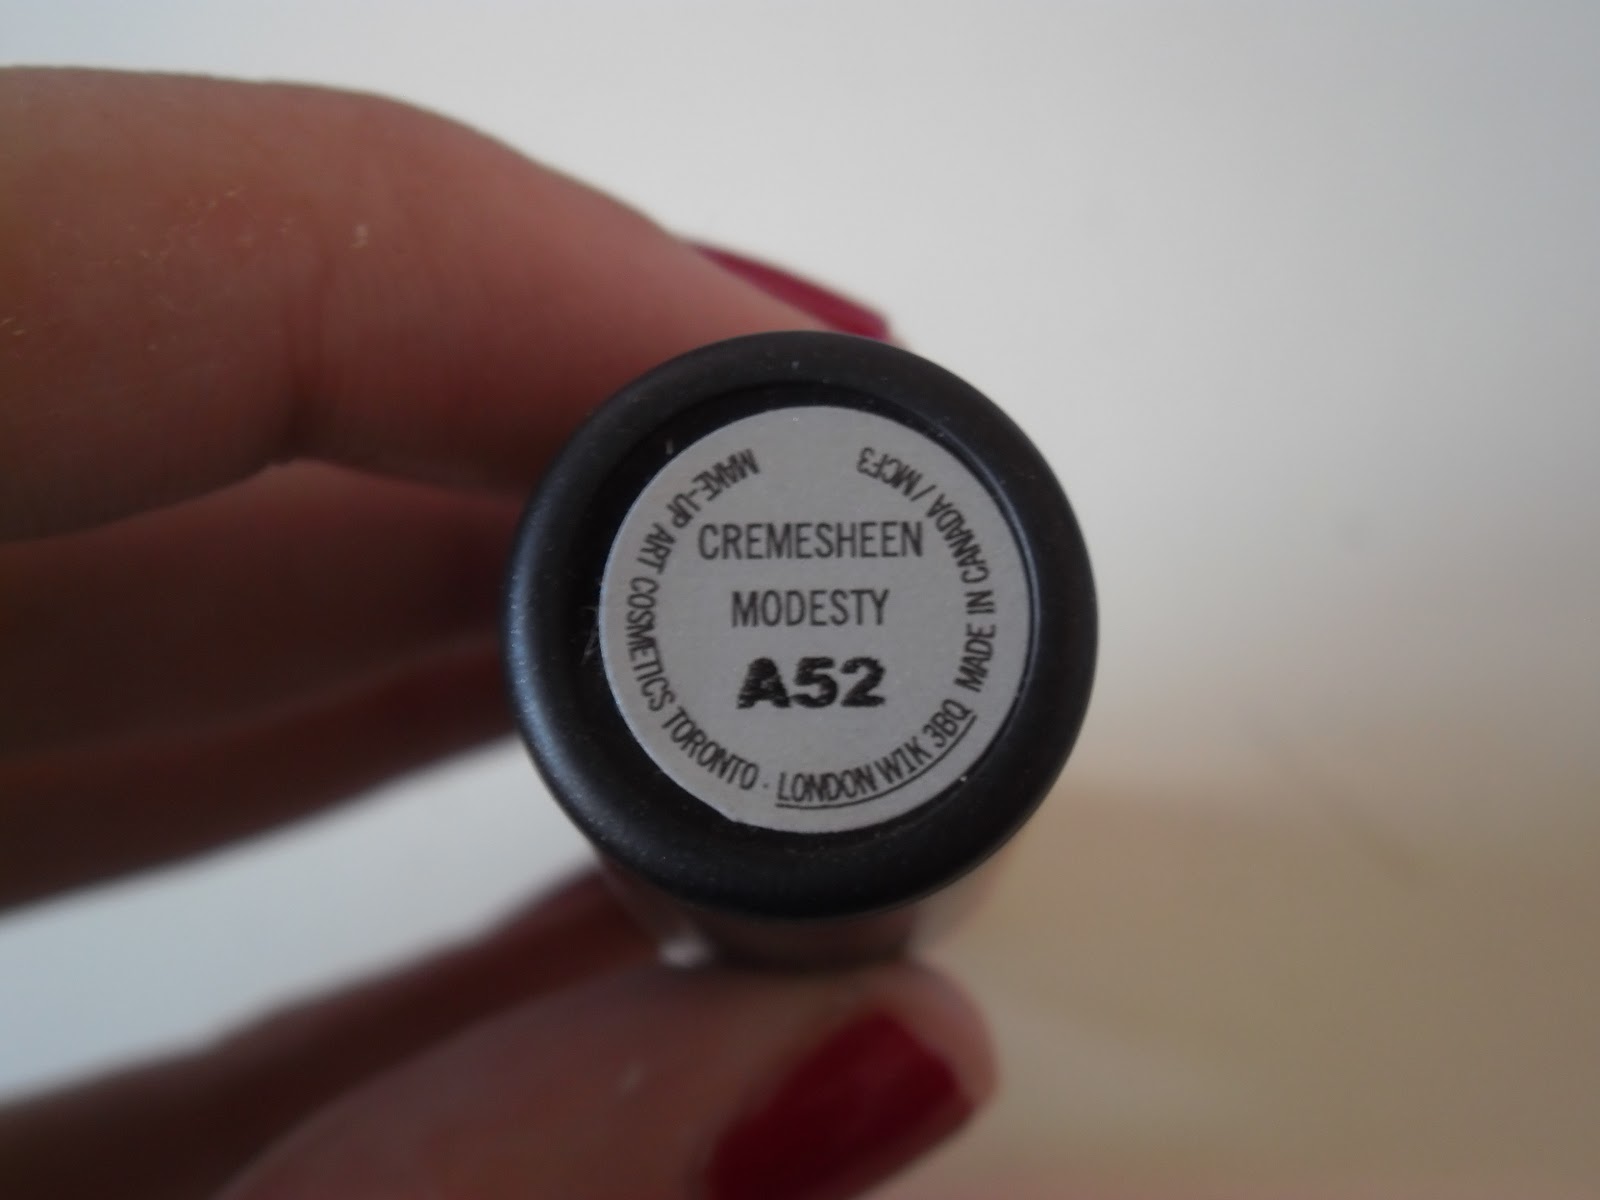 CREMESHEEN
MODESTY
A52
MAKE-UP ART COSMETICS TORONTO · LONDON W1K 3BQ MADE IN CANADA / MCF3